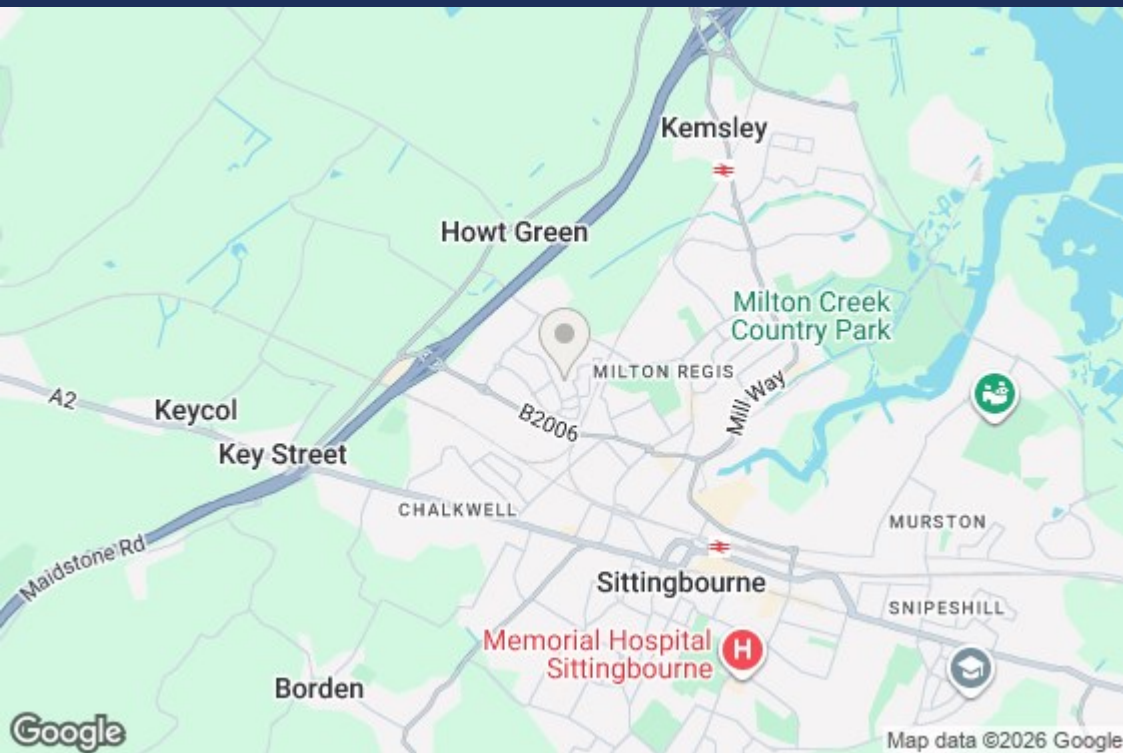 Kemsley
Howt Green
Milton Creek
Country Park
MILTON REGIS
A2
Keycol
B2006
Mill Way
Key Street
CHALKWELL
MURSTON
Maidstone Rd
Sittingbourne
SNIPESHILL
Memorial Hospital
Sittingbourne
H
Borden
Google
Map data ©2026 Google